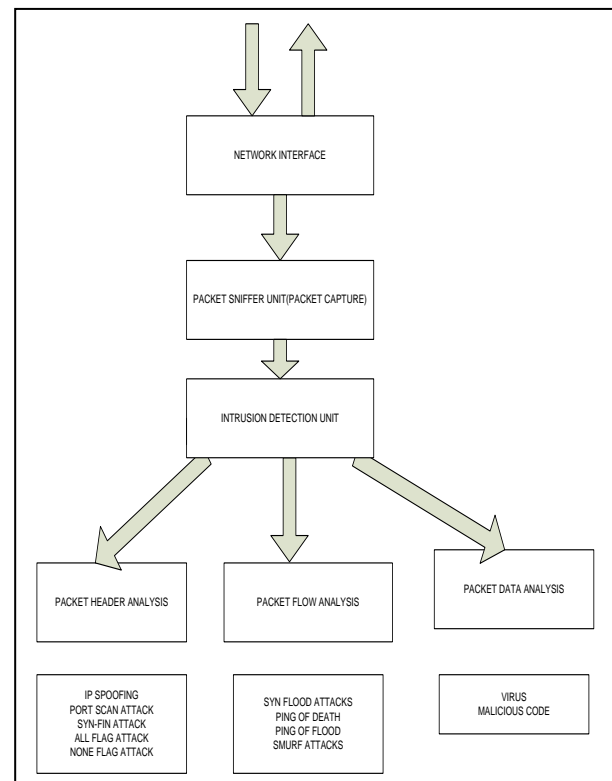 NETWORK INTERFACE
PACKET SNIFFER UNIT(PACKET CAPTURE)
INTRUSION DETECTION UNIT
PACKET HEADER ANALYSIS
PACKET FLOW ANALYSIS
PACKET DATA ANALYSIS
IP SPOOFING
PORT SCAN ATTACK
SYN-FIN ATTACK
ALL FLAG ATTACK
NONE FLAG ATTACK
SYN FLOOD ATTACKS
PING OF DEATH
PING OF FLOOD
SMURF ATTACKS
VIRUS
MALICIOUS CODE